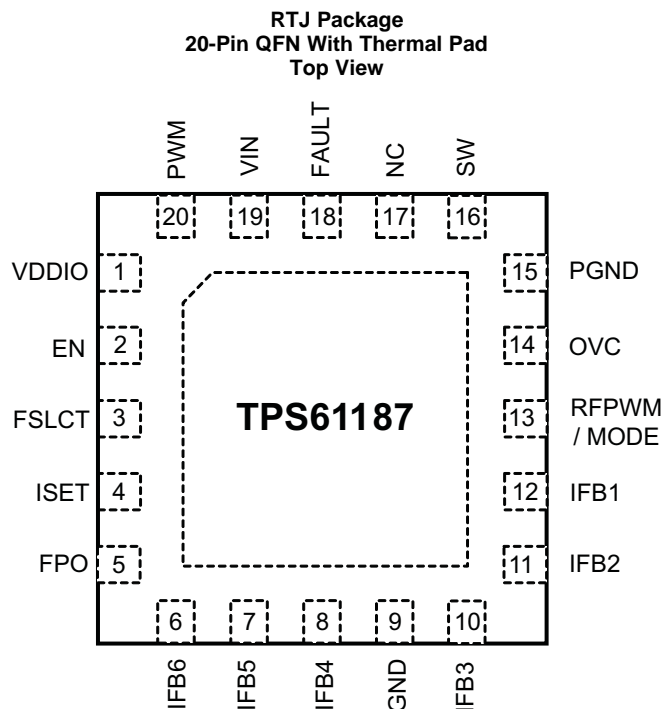 RTJ Package
20-Pin QFN With Thermal Pad
Top View
PWM
VIN
FAULT
NC
SW
20
19
18
17
16
VDDIO 1
15 PGND
EN 2
14 OVC
FSLCT 3
TPS61187
13 RFPWM
/ MODE
ISET 4
12 IFB1
FPO 5
11 IFB2
6
7
8
9
10
IFB6
IFB5
IFB4
GND
IFB3